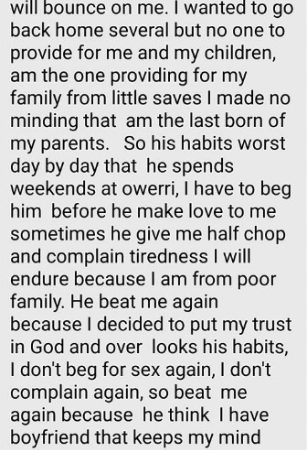 will bounce on me. I wanted to go
back home several but no one to
provide for me and my children,
am the one providing for my
family from little saves I made no
minding that  am the last born of
my parents.   So his habits worst
day by day that  he spends
weekends at owerri, I have to beg
him  before he make love to me
sometimes he give me half chop
and complain tiredness I will
endure because I am from poor
family. He beat me again
because I decided to put my trust
in God and over  looks his habits,
I don't beg for sex again, I don't
complain again, so beat  me
again because  he think  I have
boyfriend that keeps my mind